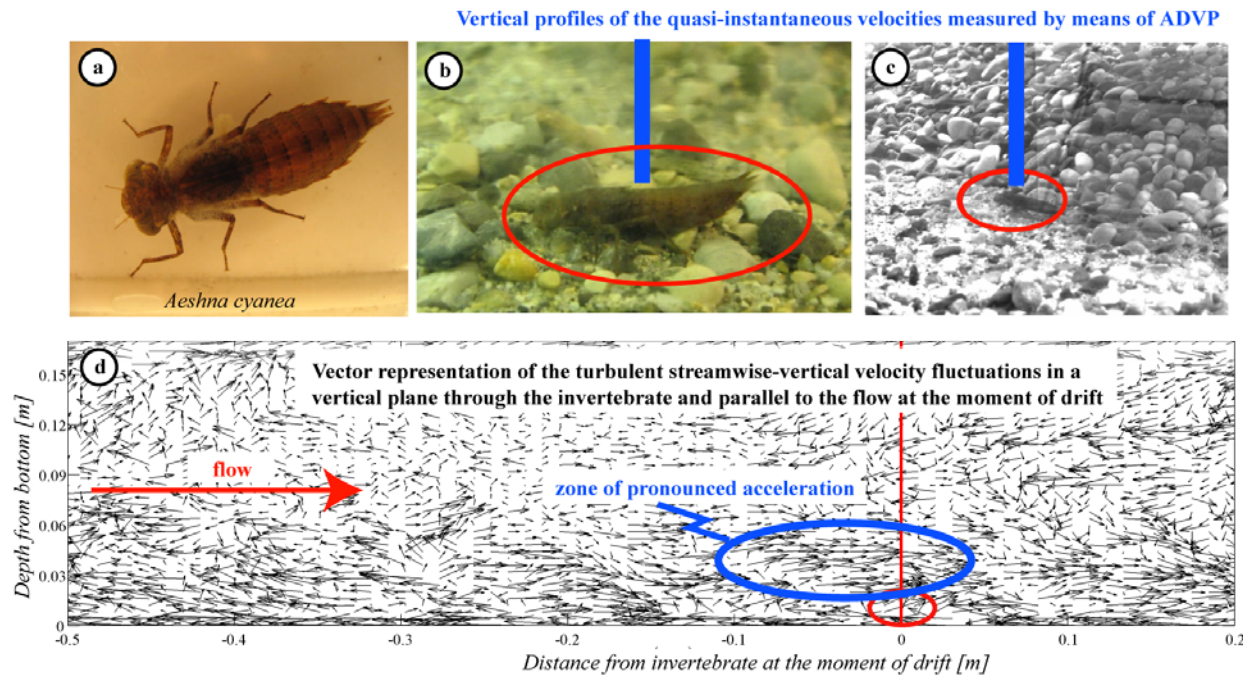 Vertical profiles of the quasi-instantaneous velocities measured by means of ADVP
a
b
c
Aeshna cyanea
d
Vector representation of the turbulent streamwise-vertical velocity fluctuations in a
vertical plane through the invertebrate and parallel to the flow at the moment of drift
flow
zone of pronounced acceleration
Depth from bottom [m]
0.15
0.12
0.09
0.06
0.03
0
-0.5
-0.4
-0.3
-0.2
-0.1
0
0.1
0.2
Distance from invertebrate at the moment of drift [m]